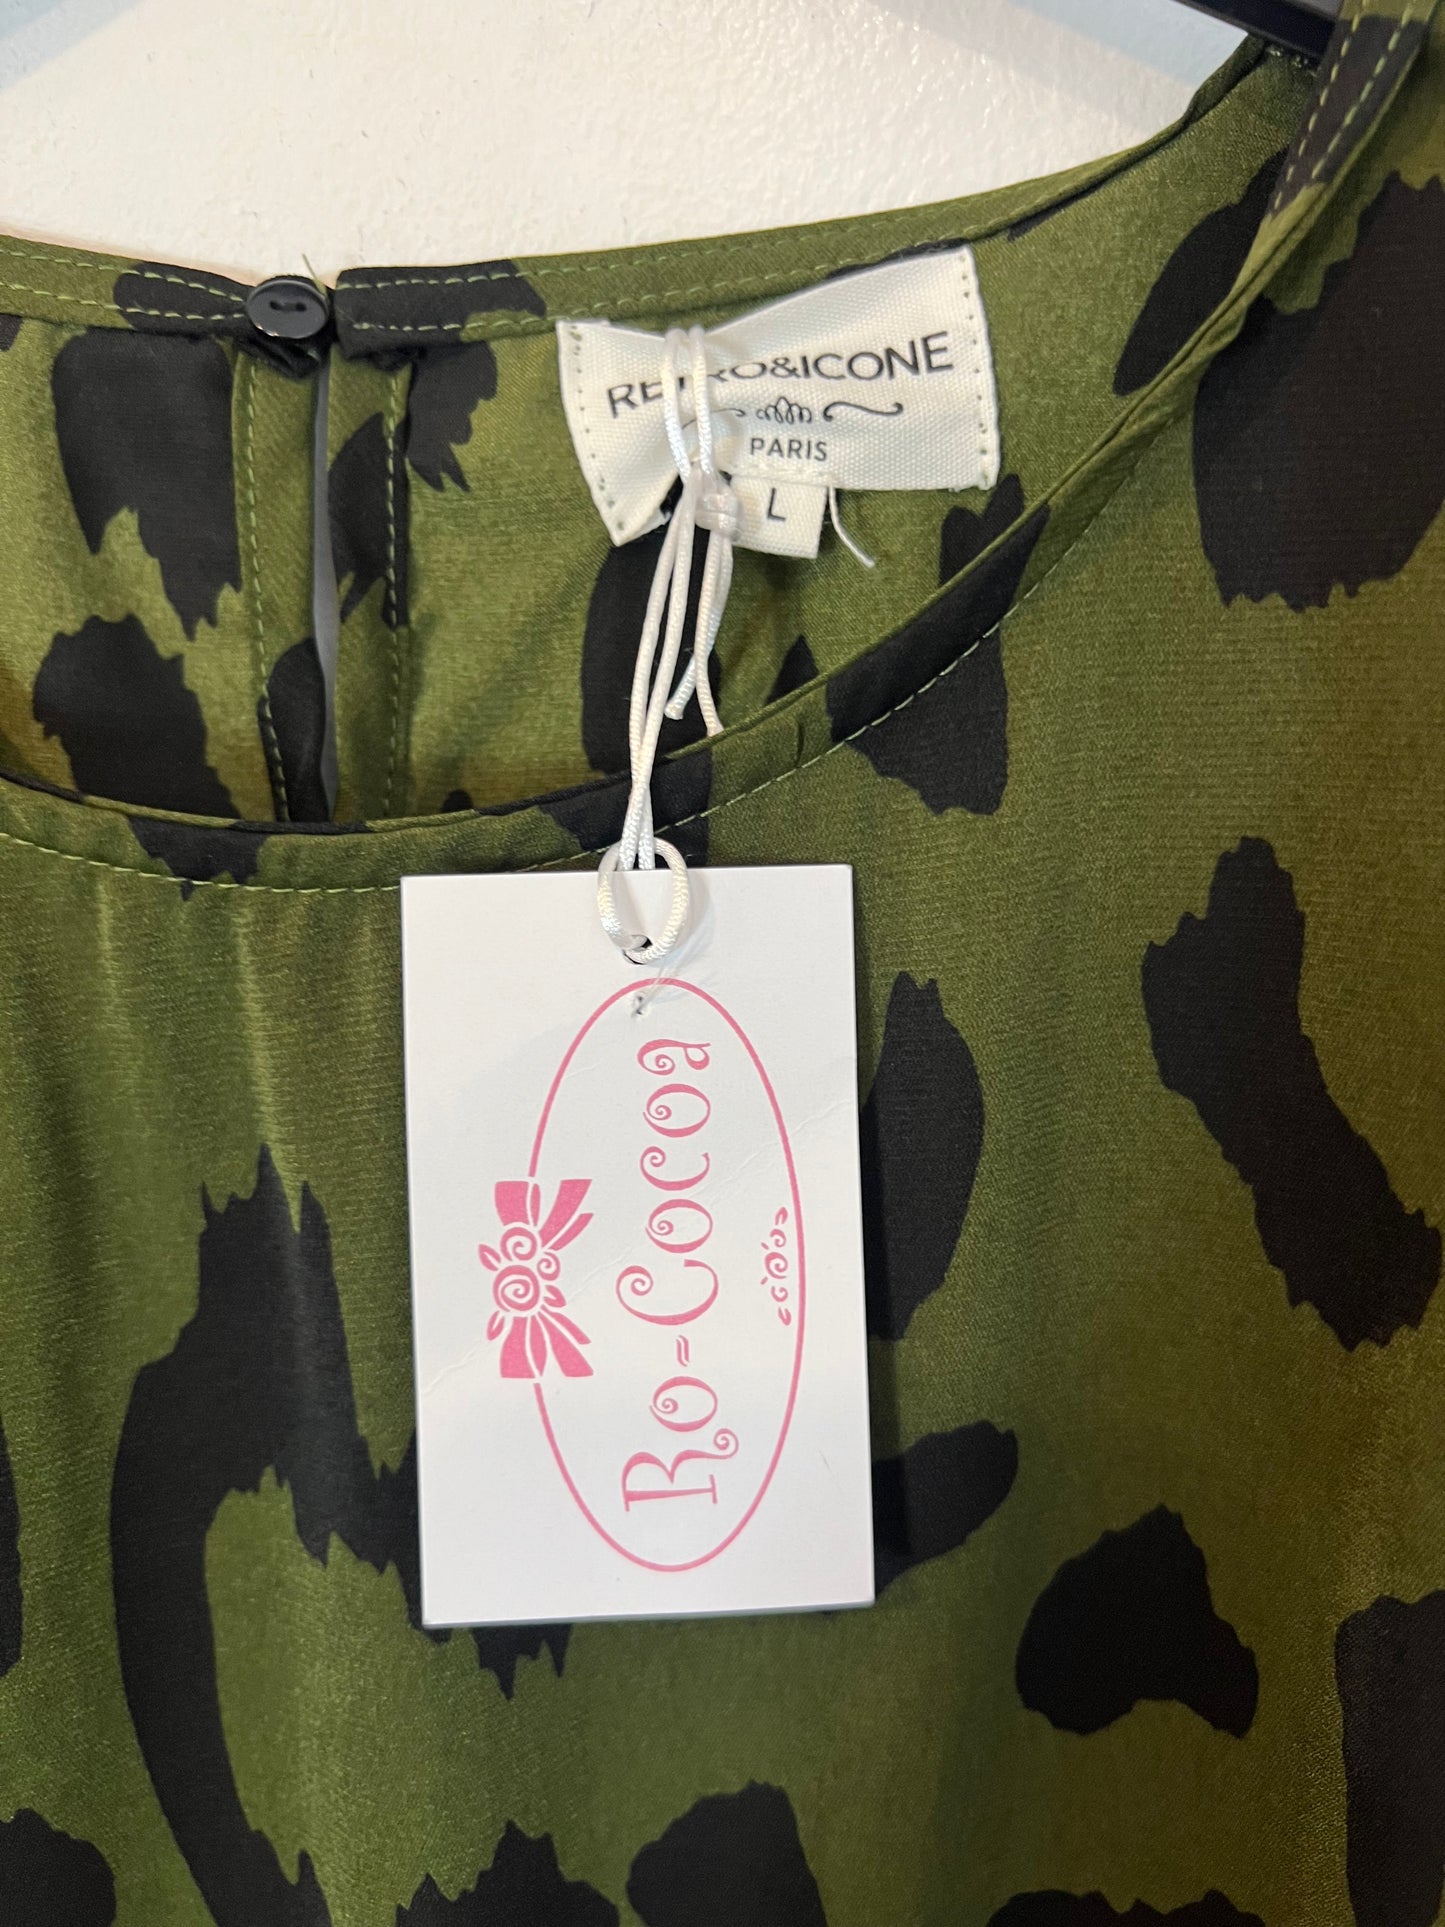 RETRO&ICONE
PARIS
L
Ro-Cocoa